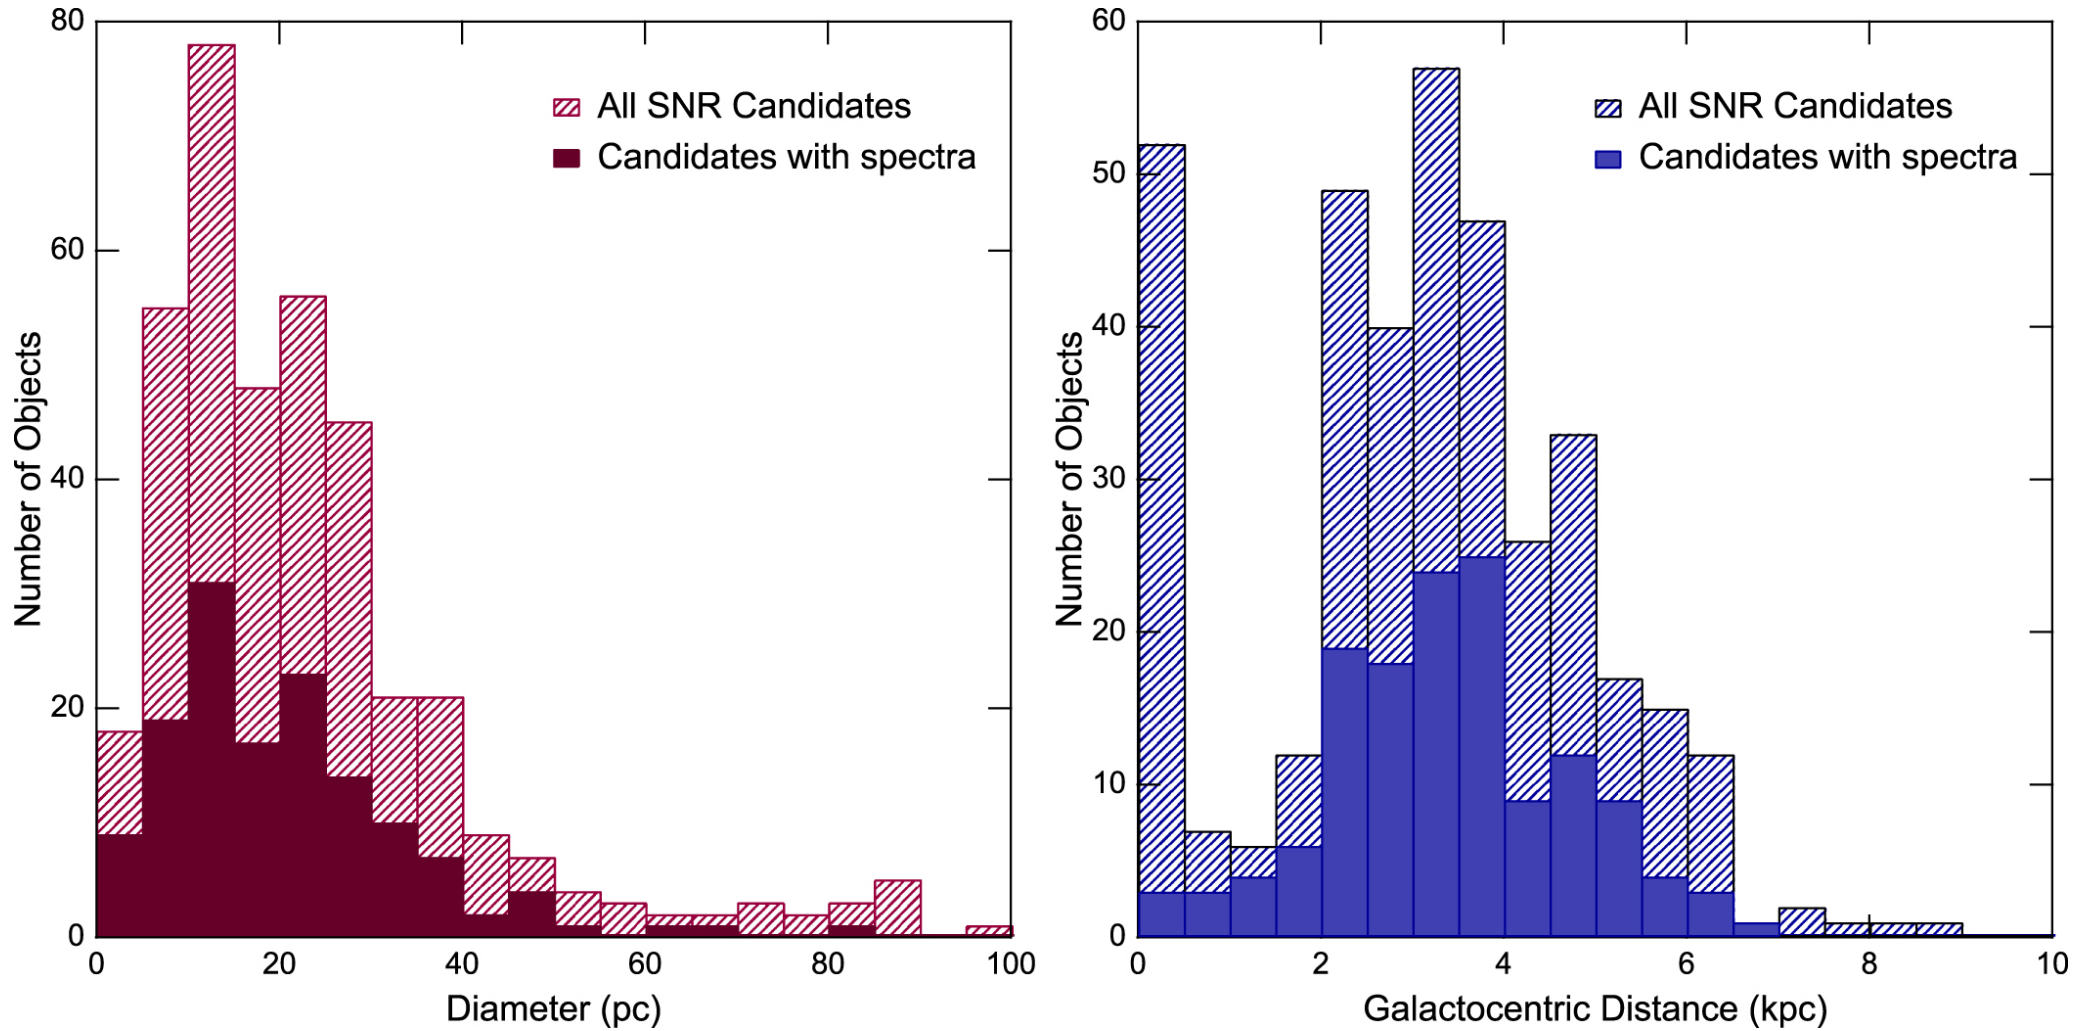 80
60
40
20
0
0 20 40 60 80 100
Number of Objects
Diameter (pc)
All SNR Candidates
Candidates with spectra
60
50
40
30
20
10
0
0 2 4 6 8 10
Number of Objects
Galactocentric Distance (kpc)
All SNR Candidates
Candidates with spectra